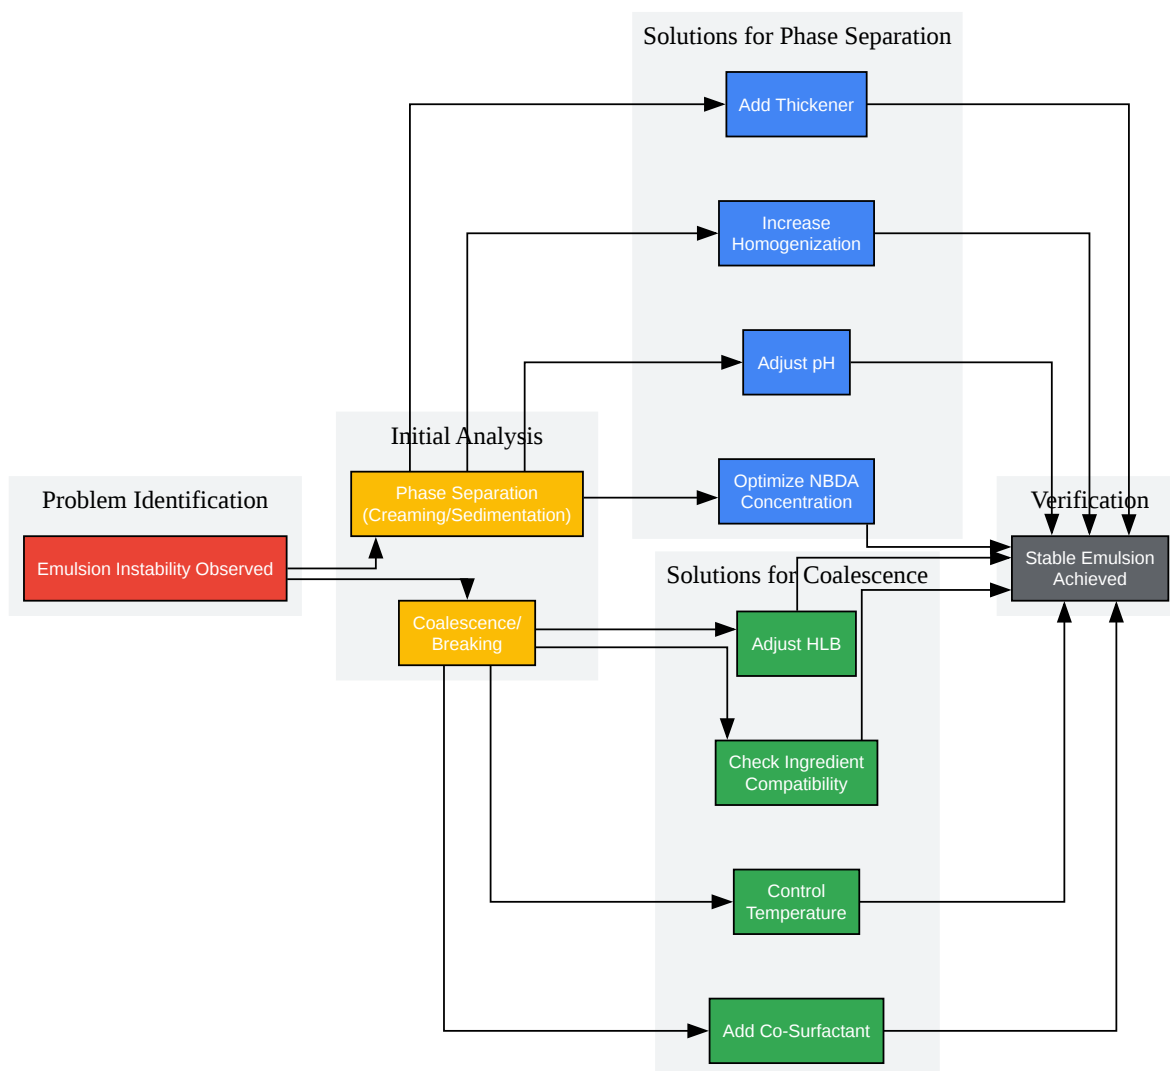 Solutions for Phase Separation
Add Thickener
Increase
Homogenization
Adjust pH
Initial Analysis
Optimize NBDA
Concentration
Phase Separation
(Creaming/Sedimentation)
Problem Identification
Verification
Emulsion Instability Observed
Stable Emulsion
Achieved
Solutions for Coalescence
Coalescence/
Breaking
Adjust HLB
Check Ingredient
Compatibility
Control
Temperature
Add Co-Surfactant